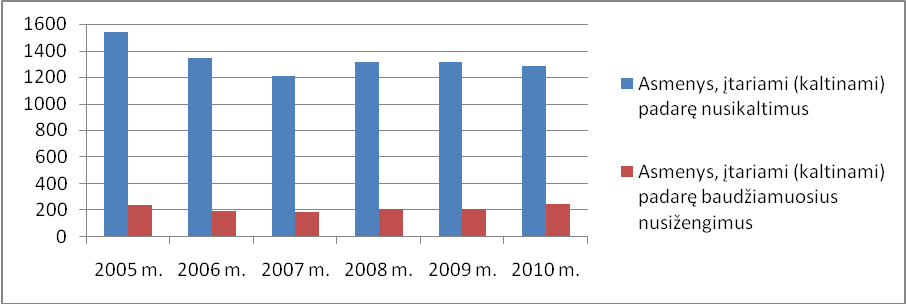 1600
1400
1200
1000
800
600
400
200
0
2005 m. 2006 m. 2007 m. 2008 m. 2009 m. 2010 m.
Asmenys, įtariami (kaltinami)
padarę nusikaltimus
Asmenys, įtariami (kaltinami)
padarę baudžiamuosius
nusižengimus